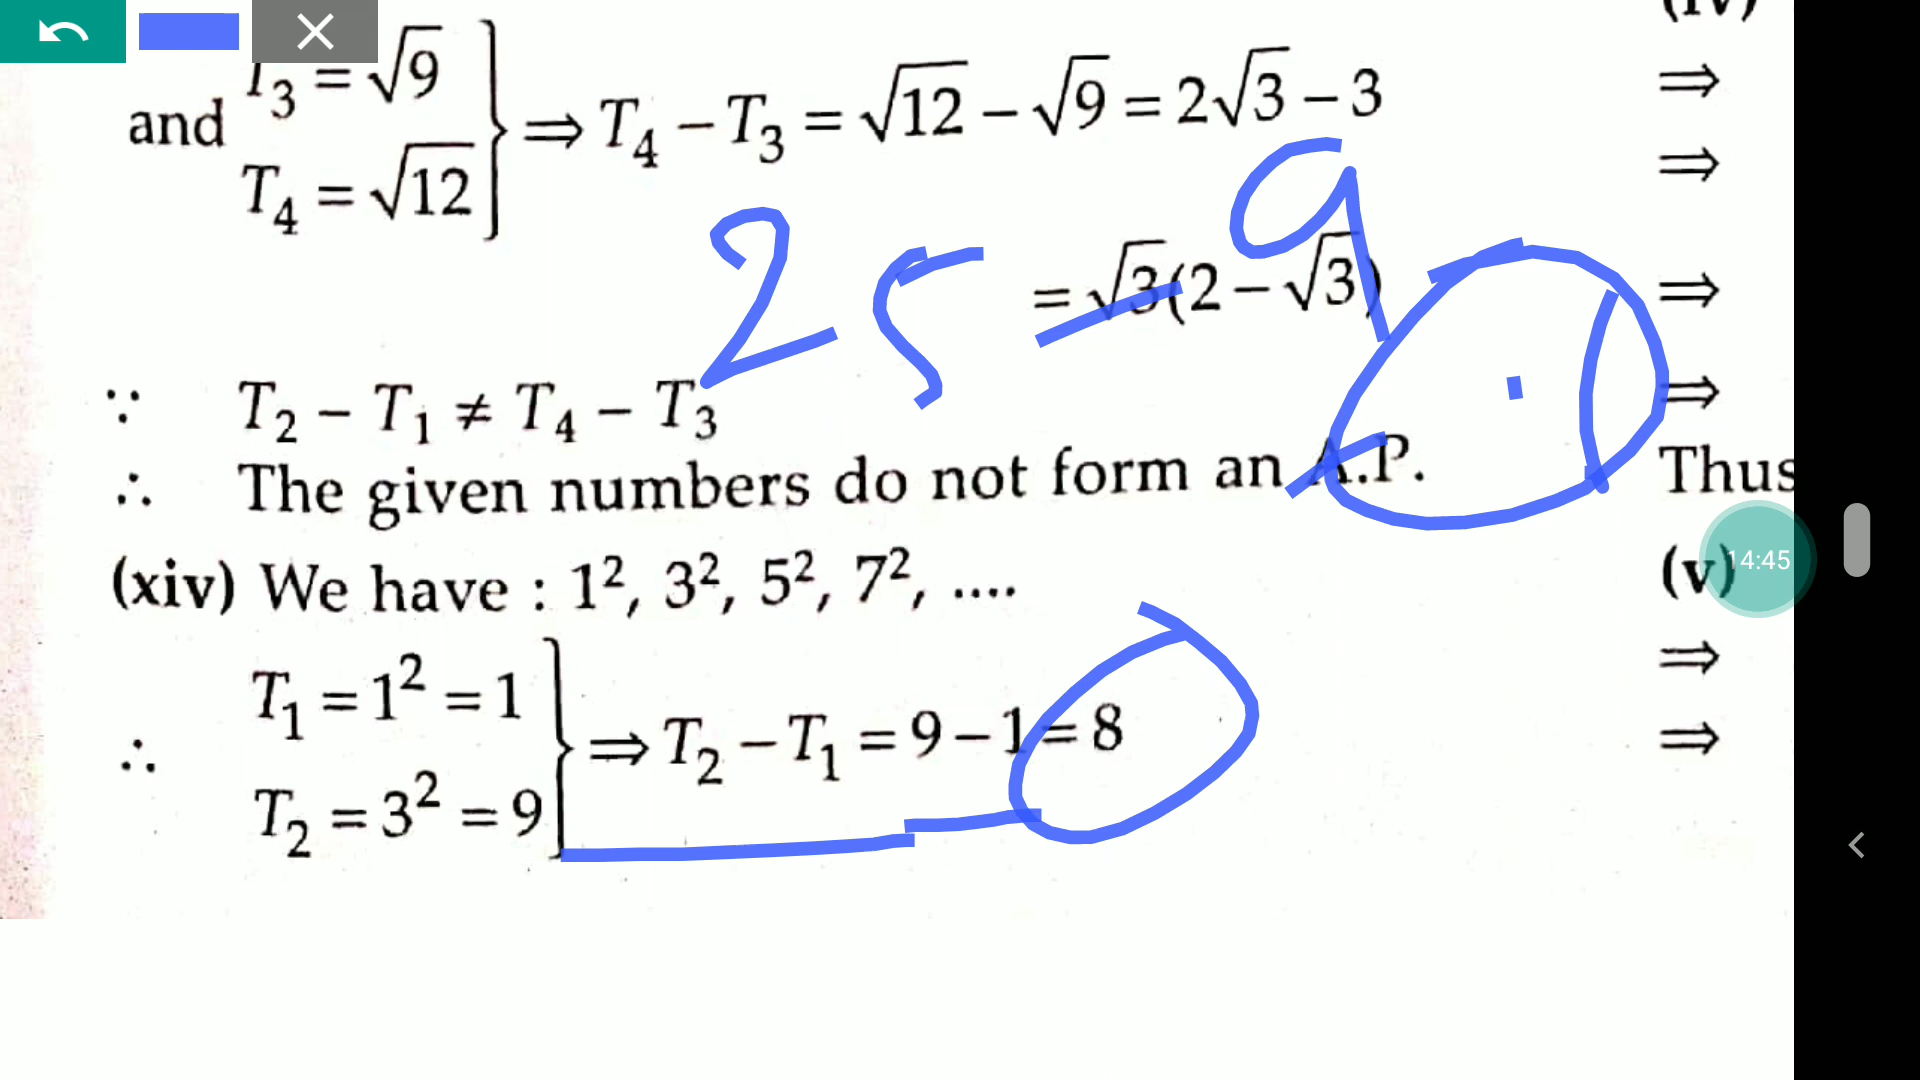 (iv)
T₃ = √9
and
T₄ = √12
⇒ T₄ – T₃ = √12 – √9 = 2√3 – 3
= √3(2 – √3)
25 – 9
∵ T₂ – T₁ ≠ T₄ – T₃
∴ The given numbers do not form an A.P.
(xiv) We have : 1², 3², 5², 7², ....
∴ T₁ = 1² = 1
T₂ = 3² = 9
⇒ T₂ – T₁ = 9 – 1 = 8
⇒
⇒
⇒
⇒
Thus
(v)
⇒
⇒
14:45